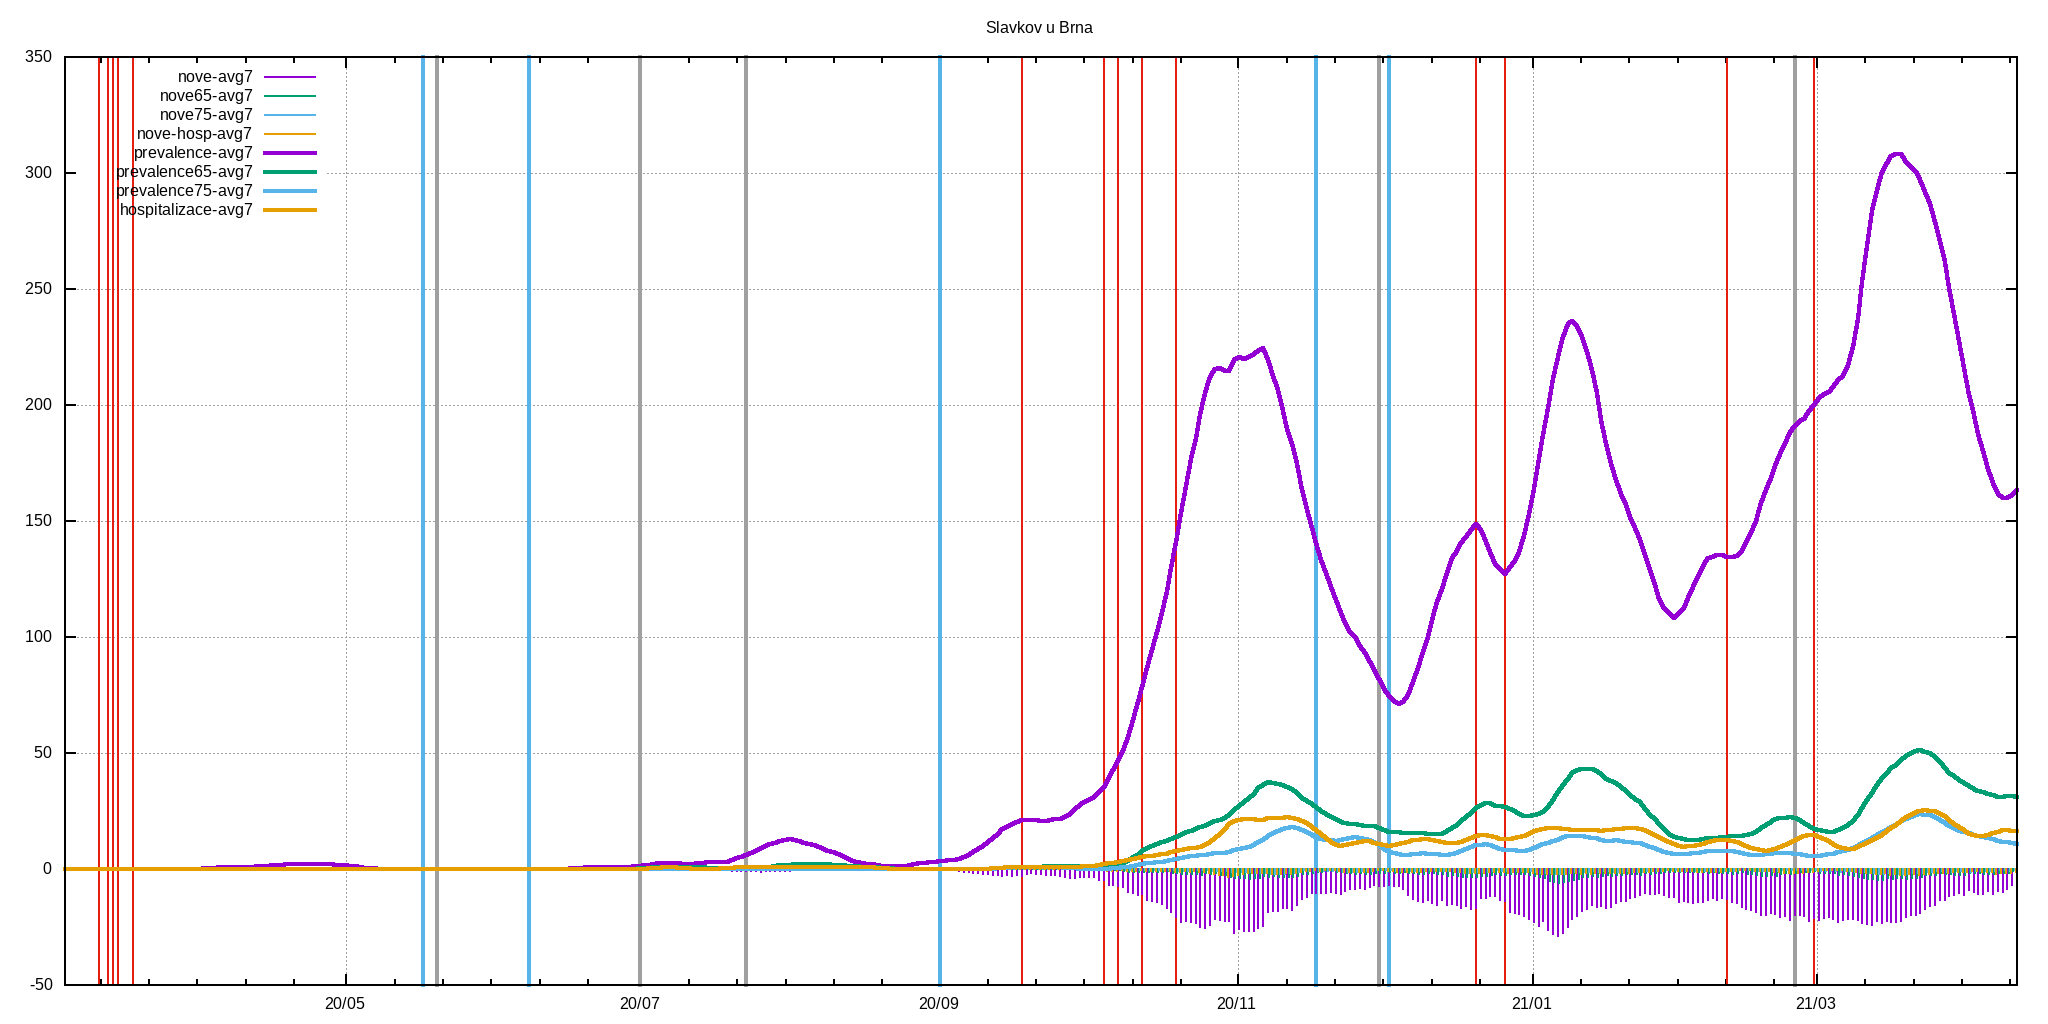 Slavkov u Brna
350
300
250
200
150
100
50
0
-50
nove-avg7
nove65-avg7
nove75-avg7
nove-hosp-avg7
prevalence-avg7
prevalence65-avg7
prevalence75-avg7
hospitalizace-avg7
20/05
20/07
20/09
20/11
21/01
21/03